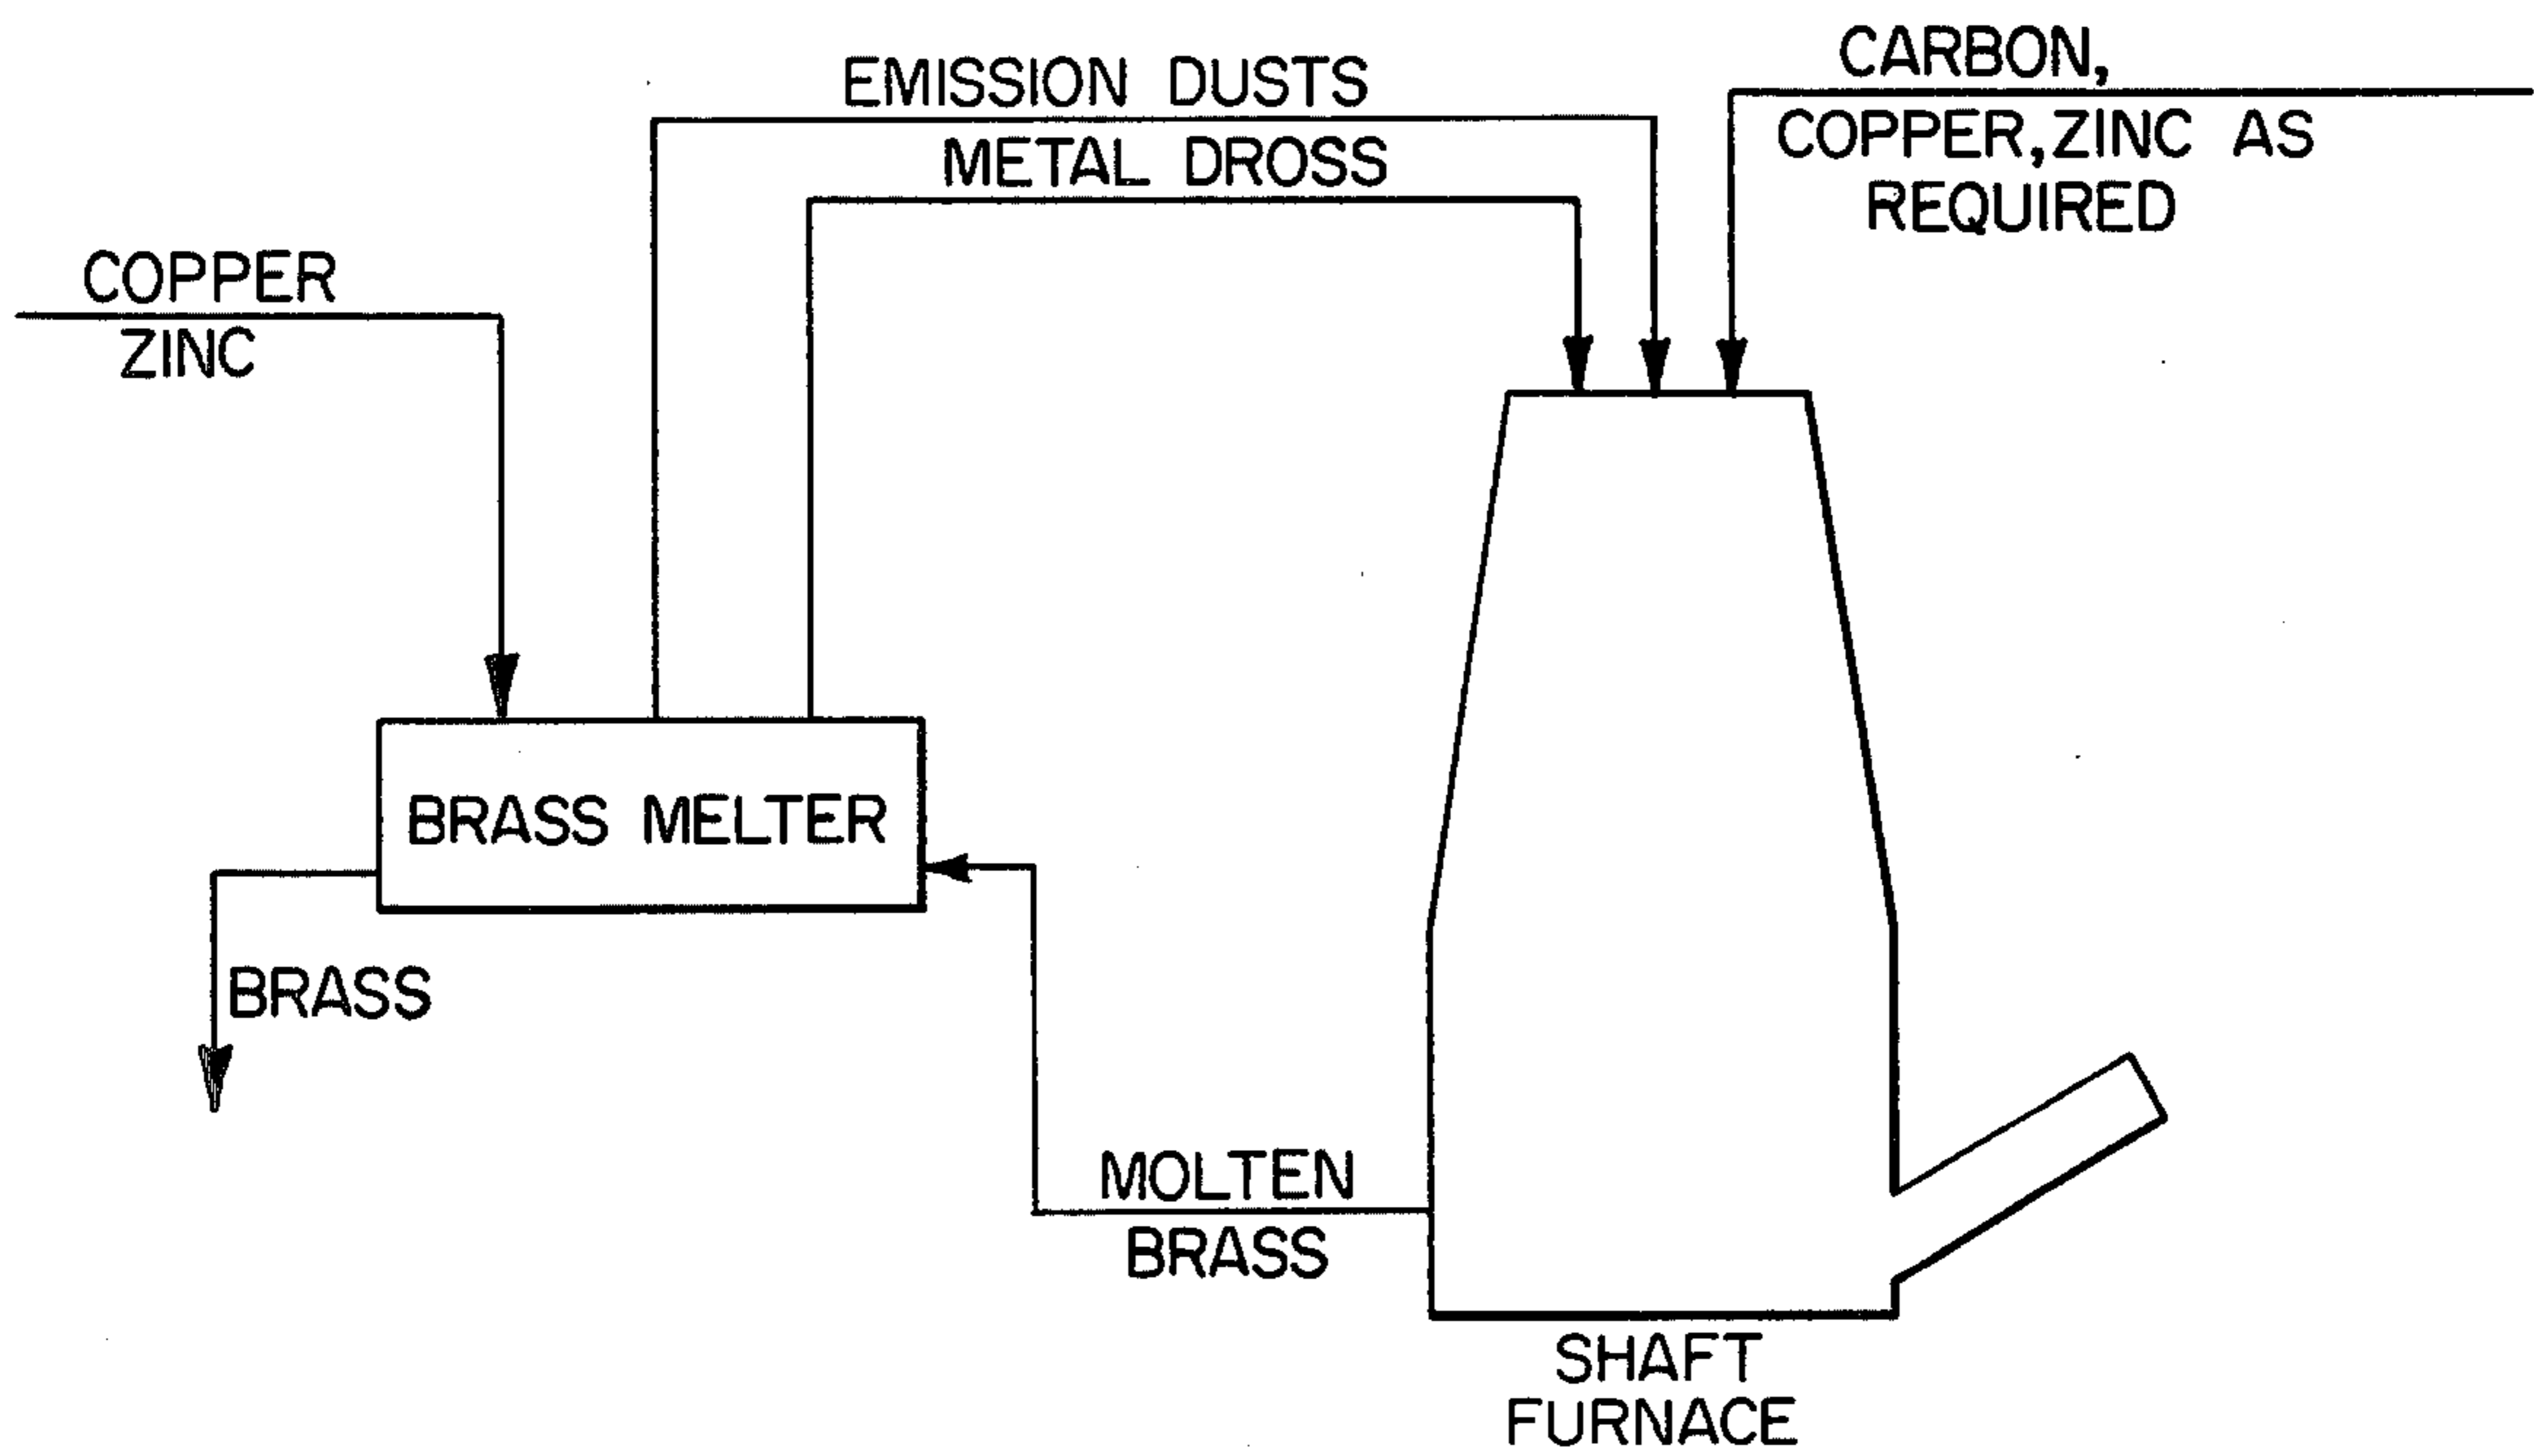 CARBON,
COPPER, ZINC AS
REQUIRED
EMISSION DUSTS
METAL DROSS
COPPER
ZINC
BRASS MELTER
BRASS
MOLTEN
BRASS
SHAFT
FURNACE